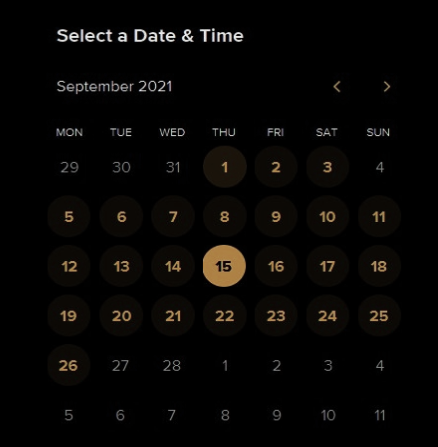 Select a Date & Time
September 2021
MON TUE WED THU FRI SAT SUN
29 30 31 1 2 3 4
5 6 7 8 9 10 11
12 13 14 15 16 17 18
19 20 21 22 23 24 25
26 27 28 1 2 3 4
5 6 7 8 9 10 11